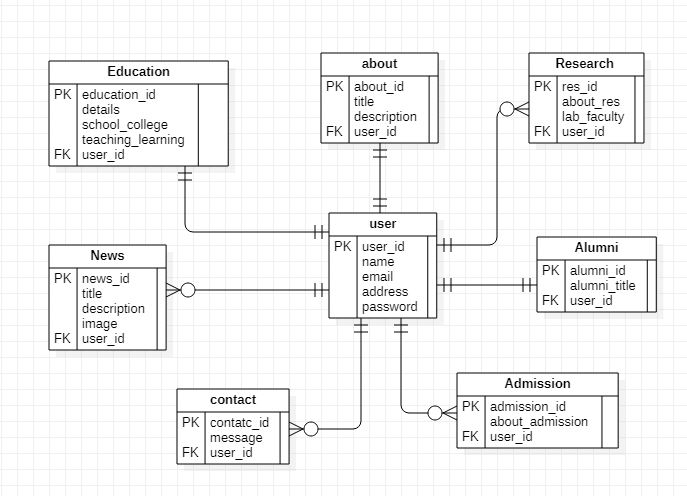 Education
PK education_id
details
school_college
teaching_learning
FK user_id
about
PK about_id
title
description
FK user_id
Research
PK res_id
about_res
lab_faculty
FK user_id
user
PK user_id
name
email
address
password
News
PK news_id
title
description
image
FK user_id
Alumni
PK alumni_id
alumni_title
FK user_id
contact
PK contatc_id
message
FK user_id
Admission
PK admission_id
about_admission
FK user_id